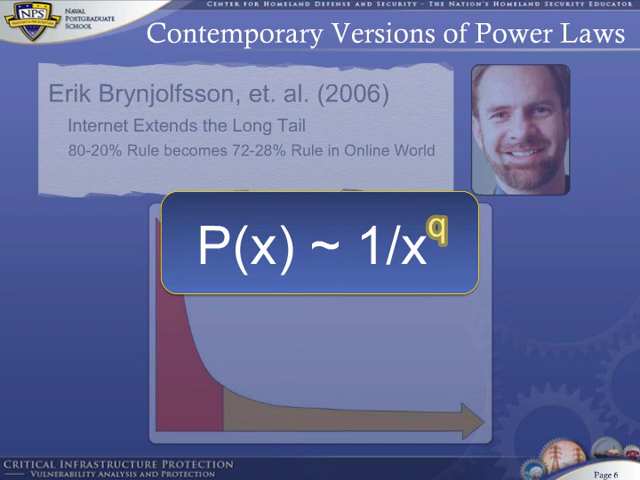 CENTER FOR HOMELAND DEFENSE AND SECURITY · THE NATION'S HOMELAND SECURITY EDUCATOR
NPS
NAVAL
POSTGRADUATE
SCHOOL
Contemporary Versions of Power Laws
Erik Brynjolfsson, et. al. (2006)
Internet Extends the Long Tail
80-20% Rule becomes 72-28% Rule in Online World
P(x) ~ 1/x^q
CRITICAL INFRASTRUCTURE PROTECTION
VULNERABILITY ANALYSIS AND PROTECTION
Page 6